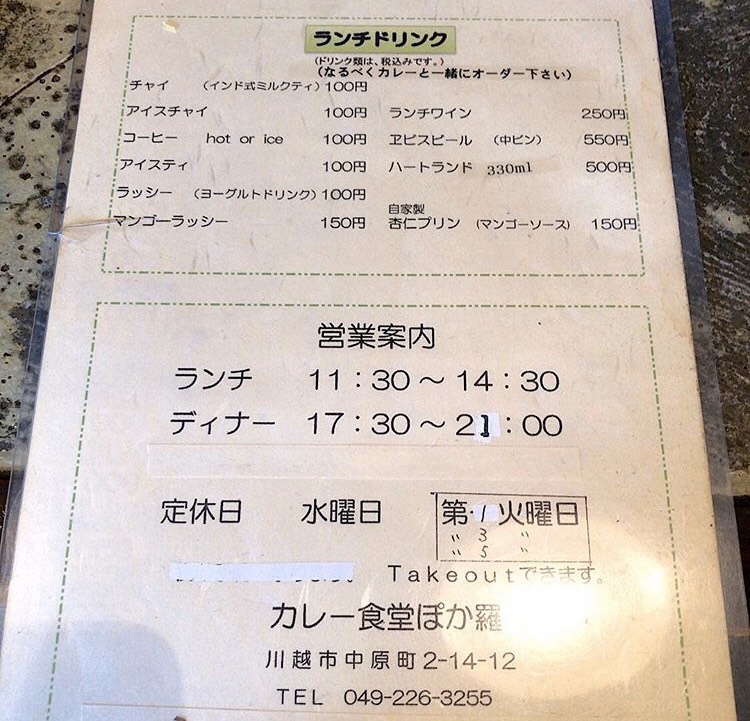 ランチドリンク
(ドリンク類は、税込みです。)
(なるべくカレーと一緒にオーダー下さい)
チャイ (インド式ミルクティ) 100円
アイスチャイ 100円
コーヒー hot or ice 100円
アイスティ 100円
ラッシー (ヨーグルトドリンク) 100円
マンゴーラッシー 150円
ランチワイン 250円
ヱビスビール (中ビン) 550円
ハートランド 330ml 500円
自家製
杏仁プリン (マンゴーソース) 150円
営業案内
ランチ 11:30~14:30
ディナー 17:30~21:00
定休日 水曜日 第・1火曜日
〃 3 〃
〃 5 〃
Takeoutできます。
カレー食堂ぽか羅
川越市中原町2-14-12
TEL 049-226-3255